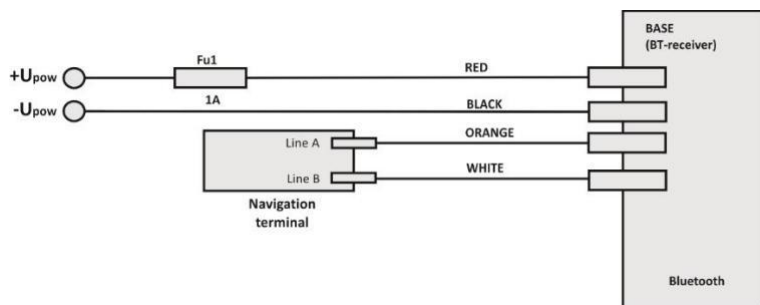 BASE
(BT-receiver)
Fu1
+Upow
RED
1A
-Upow
BLACK
ORANGE
Line A
WHITE
Line B
Navigation
terminal
Bluetooth